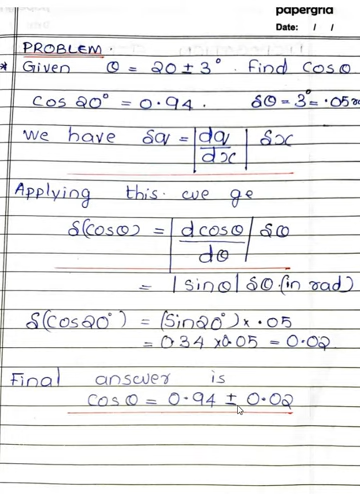 papergrid
Date: / /
PROBLEM.
* Given θ = 20 ± 3°. Find cosθ
cos 20° = 0.94. δθ = 3° = .05
we have δq = |dq/dx| δx
Applying this we ge
δ(cosθ) = |dcosθ/dθ| δθ
= |sinθ| δθ (in rad)
δ(cos20°) = (sin20°) × .05
= 0.34 × 0.05 = 0.02
Final answer is
cosθ = 0.94 ± 0.02